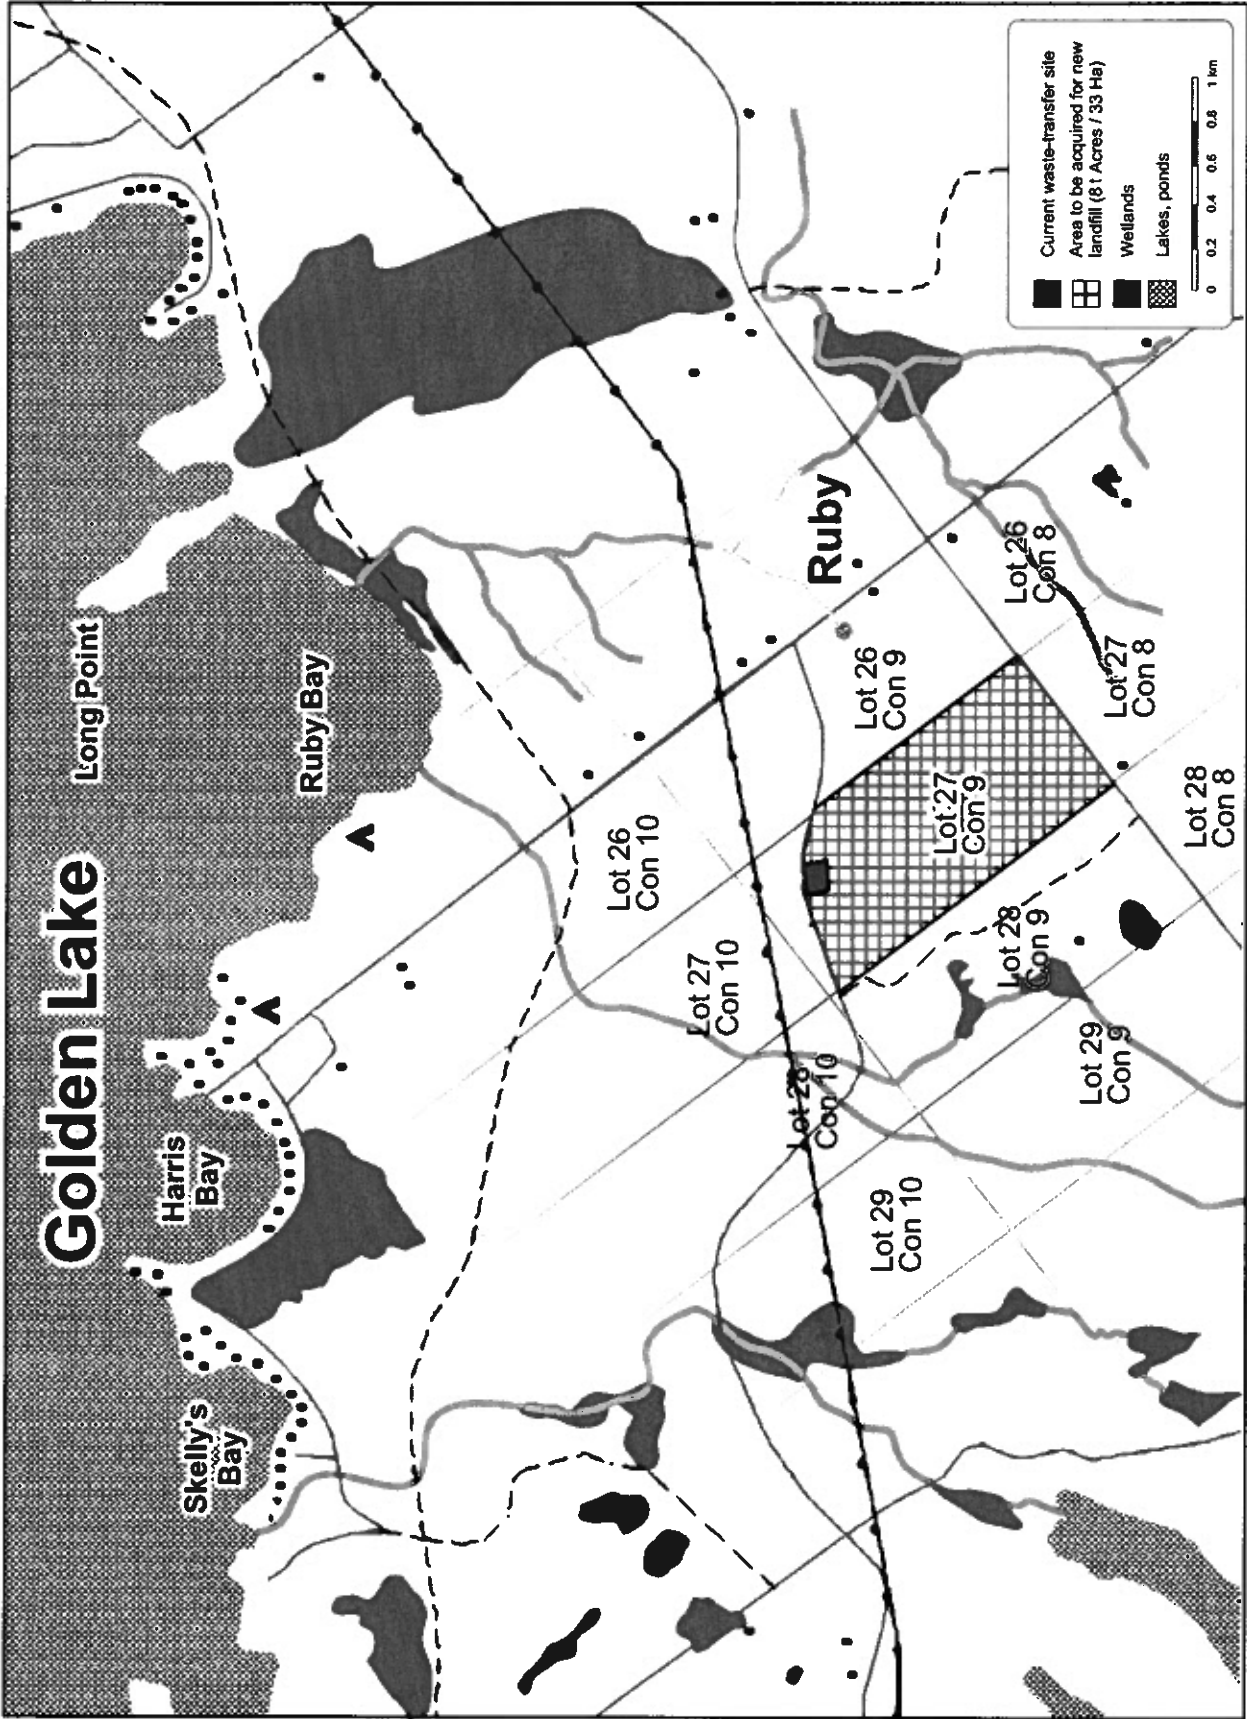 Golden Lake
Skelly's
Bay
Harris
Bay
Ruby Bay
Long Point
Lot 26
Con 10
Lot 27
Con 10
Lot 28
Con 10
Lot 29
Con 10
Ruby
Lot 26
Con 9
Lot 27
Con 9
Lot 28
Con 9
Lot 29
Con 9
Lot 26
Con 8
Lot 27
Con 8
Lot 28
Con 8
Current waste-transfer site
Area to be acquired for new
landfill (81 Acres / 33 Ha)
Wetlands
Lakes, ponds
0 0.2 0.4 0.6 0.8 1 km